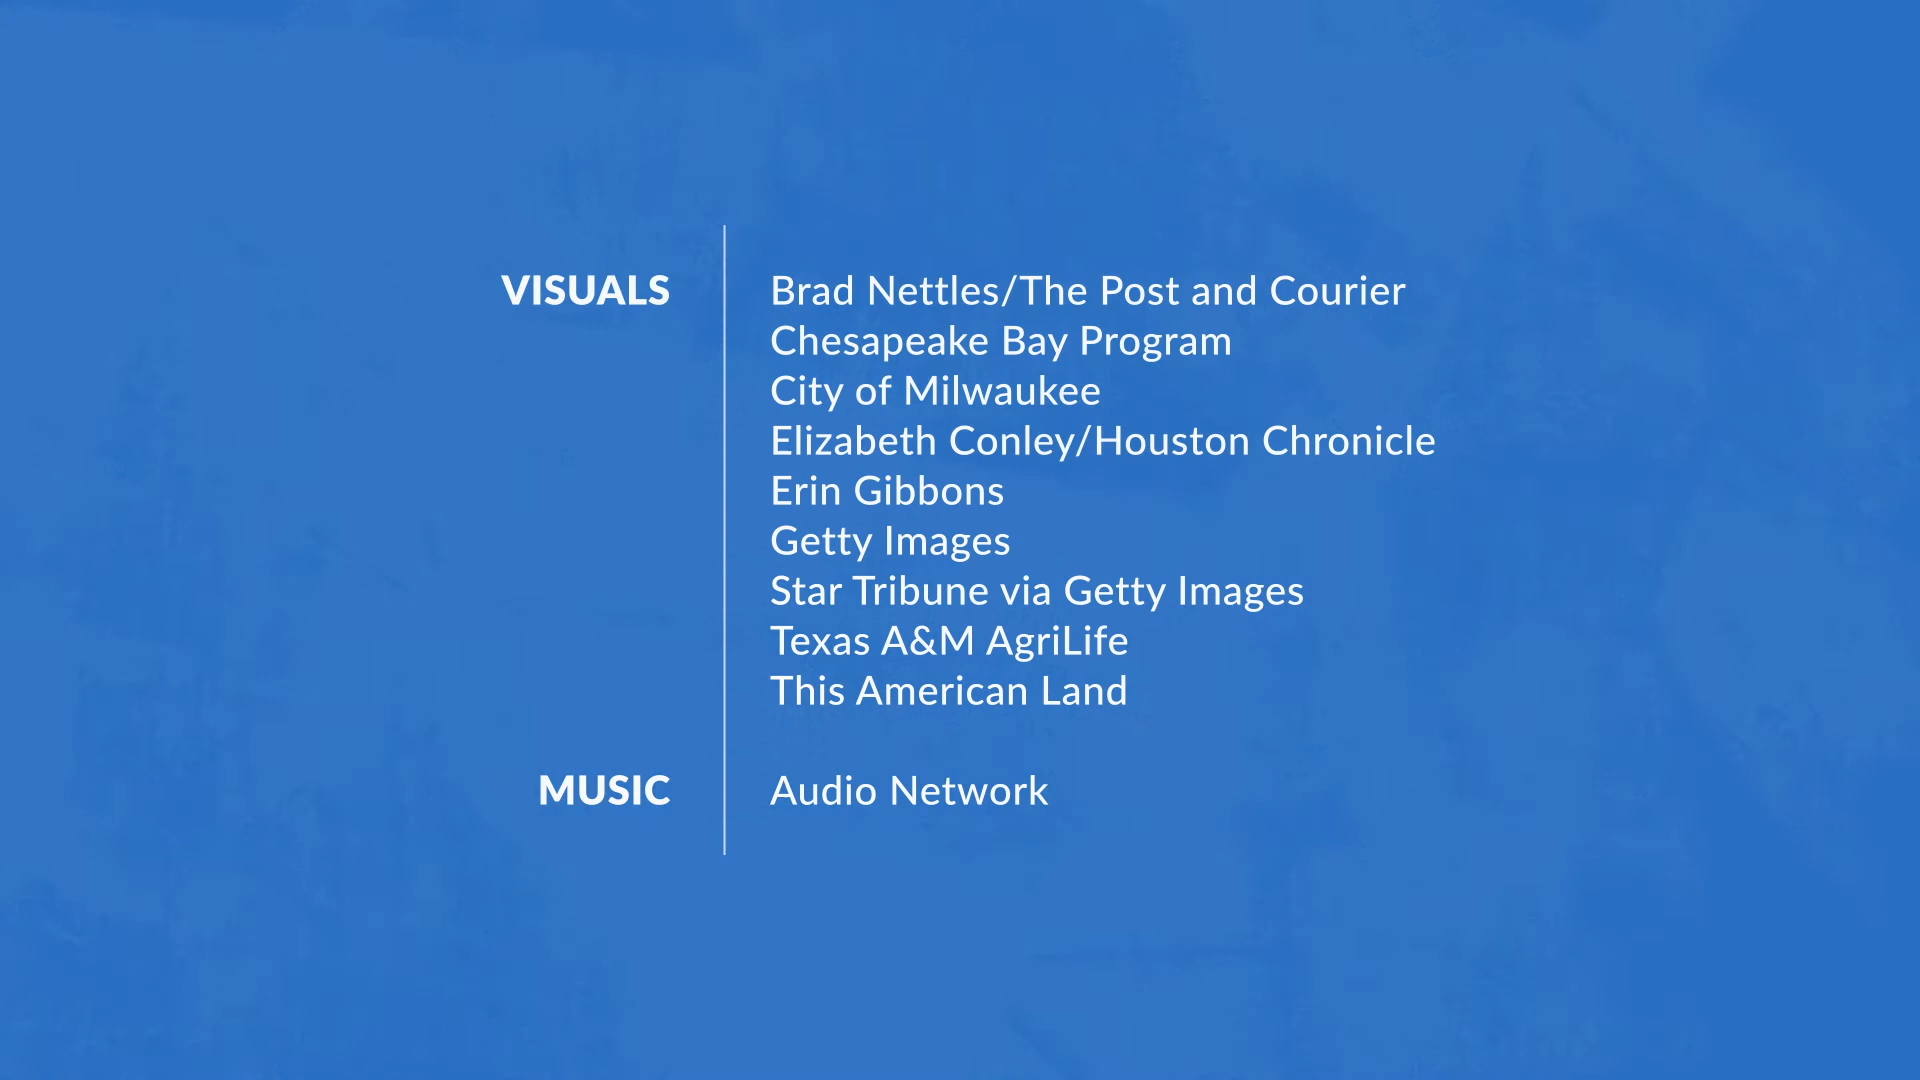 VISUALS
Brad Nettles/The Post and Courier
Chesapeake Bay Program
City of Milwaukee
Elizabeth Conley/Houston Chronicle
Erin Gibbons
Getty Images
Star Tribune via Getty Images
Texas A&M AgriLife
This American Land
MUSIC
Audio Network